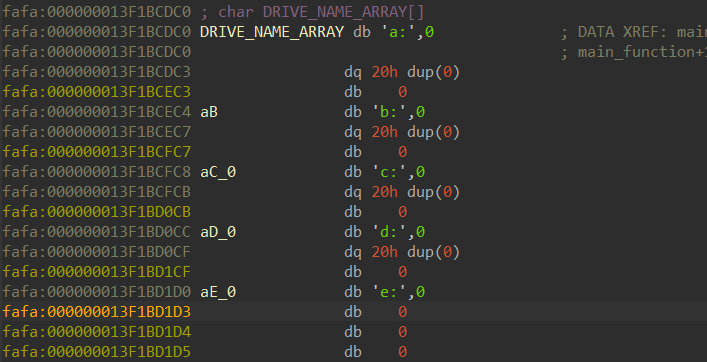 fafa:000000013F1BCDC0 ; char DRIVE_NAME_ARRAY[]
fafa:000000013F1BCDC0 DRIVE_NAME_ARRAY db 'a:',0 ; DATA XREF: mai
fafa:000000013F1BCDC0 ; main_function+1
fafa:000000013F1BCDC3 dq 20h dup(0)
fafa:000000013F1BCEC3 db 0
fafa:000000013F1BCEC4 aB db 'b:',0
fafa:000000013F1BCEC7 dq 20h dup(0)
fafa:000000013F1BCFC7 db 0
fafa:000000013F1BCFC8 aC_0 db 'c:',0
fafa:000000013F1BCFCB dq 20h dup(0)
fafa:000000013F1BD0CB db 0
fafa:000000013F1BD0CC aD_0 db 'd:',0
fafa:000000013F1BD0CF dq 20h dup(0)
fafa:000000013F1BD1CF db 0
fafa:000000013F1BD1D0 aE_0 db 'e:',0
fafa:000000013F1BD1D3 db 0
fafa:000000013F1BD1D4 db 0
fafa:000000013F1BD1D5 db 0